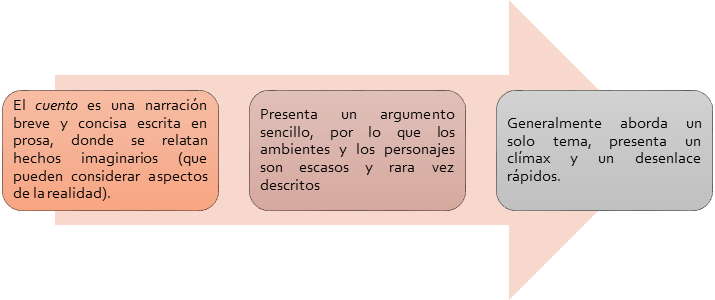 El cuento es una narración
breve y concisa escrita en
prosa, donde se relatan
hechos imaginarios (que
pueden considerar aspectos
de la realidad).
Presenta un argumento
sencillo, por lo que los
ambientes y los personajes
son escasos y rara vez
descritos
Generalmente aborda un
solo tema, presenta un
clímax y un desenlace
rápidos.